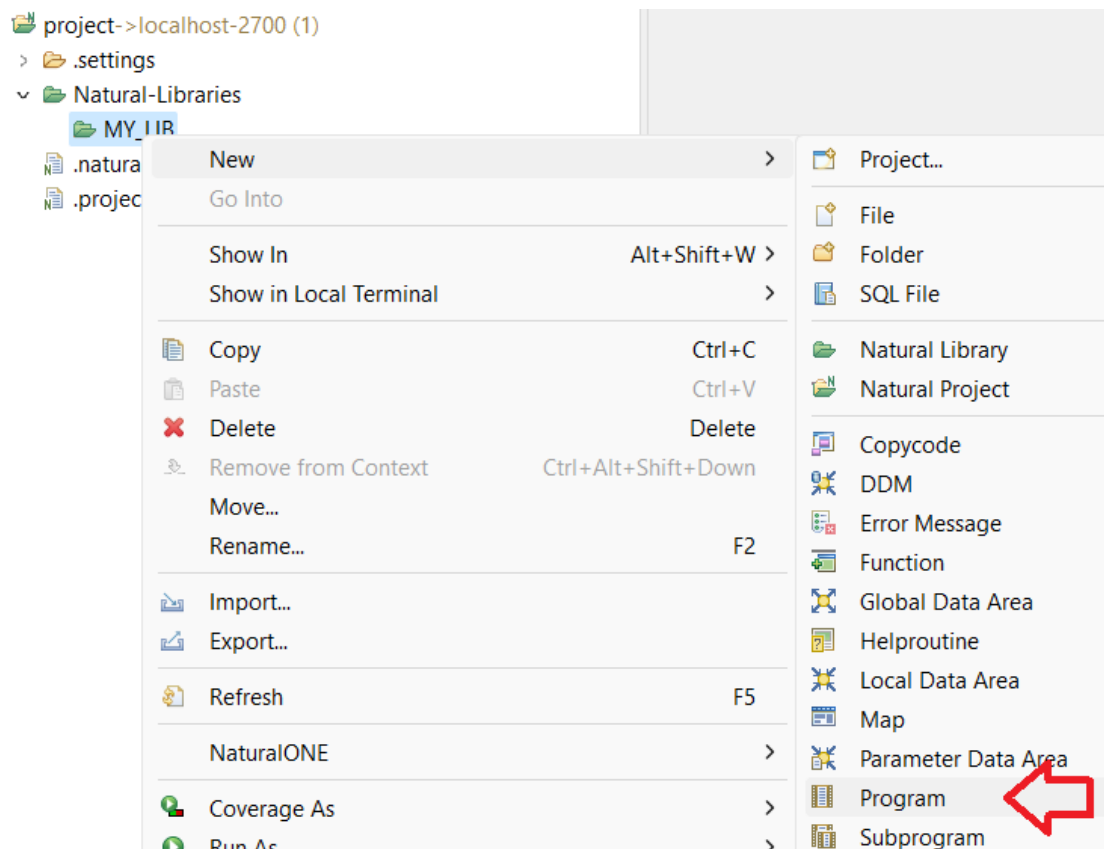 project->localhost-2700 (1)
.settings
Natural-Libraries
MY_LIB
.natura
.projec
New
Go Into
Show In Alt+Shift+W
Show in Local Terminal
Copy Ctrl+C
Paste Ctrl+V
Delete Delete
Remove from Context Ctrl+Alt+Shift+Down
Move...
Rename... F2
Import...
Export...
Refresh F5
NaturalONE
Coverage As
Run As
Project...
File
Folder
SQL File
Natural Library
Natural Project
Copycode
DDM
Error Message
Function
Global Data Area
Helproutine
Local Data Area
Map
Parameter Data Area
Program
Subprogram